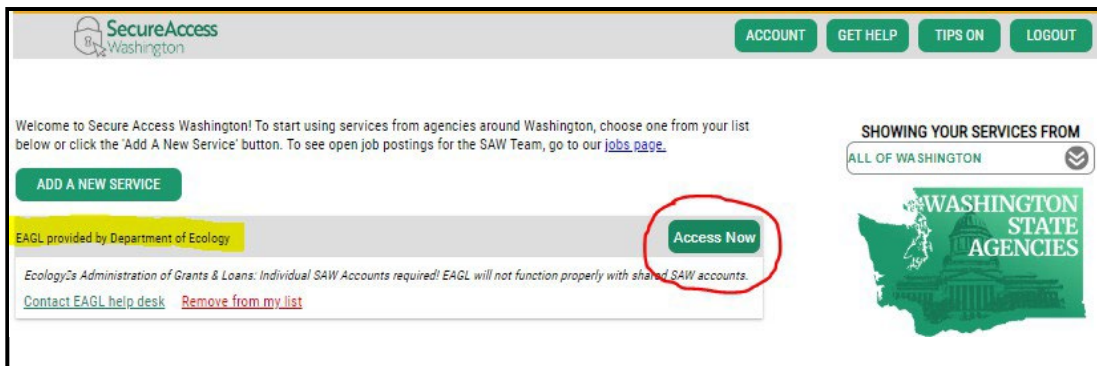 SecureAccess
Washington
ACCOUNT
GET HELP
TIPS ON
LOGOUT
Welcome to Secure Access Washington! To start using services from agencies around Washington, choose one from your list
below or click the 'Add A New Service' button. To see open job postings for the SAW Team, go to our jobs page.
SHOWING YOUR SERVICES FROM
ALL OF WASHINGTON
ADD A NEW SERVICE
WASHINGTON
STATE
AGENCIES
EAGL provided by Department of Ecology
Access Now
Ecology⍰s Administration of Grants & Loans: Individual SAW Accounts required! EAGL will not function properly with shared SAW accounts.
Contact EAGL help desk
Remove from my list